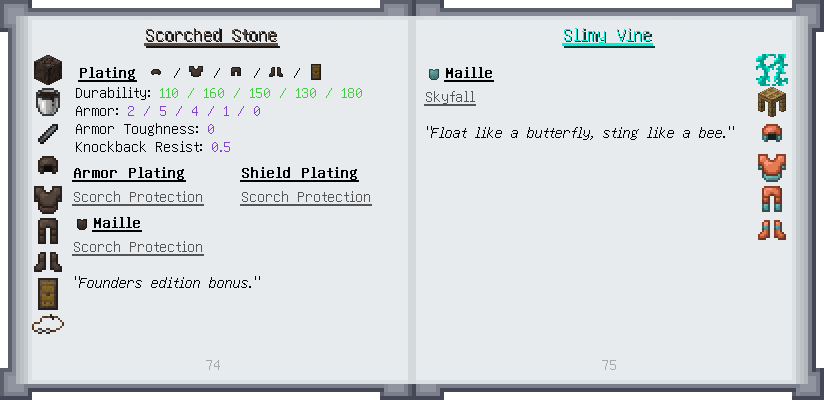 Scorched Stone
Plating / / / /
Durability: 110 / 160 / 150 / 130 / 180
Armor: 2 / 5 / 4 / 1 / 0
Armor Toughness: 0
Knockback Resist: 0.5
Armor Plating Shield Plating
Scorch Protection Scorch Protection
Maille
Scorch Protection
"Founders edition bonus."
74
Slimy Vine
Maille
Skyfall
"Float like a butterfly, sting like a bee."
75